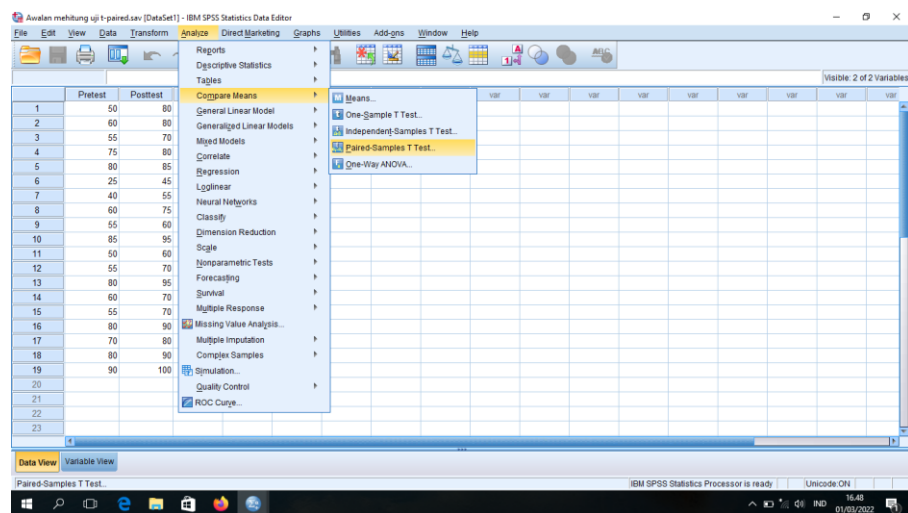 Awalan mehitung uji t-paired.sav [DataSet1] - IBM SPSS Statistics Data Editor
File Edit View Data Transform Analyze Direct Marketing Graphs Utilities Add-ons Window Help
Visible: 2 of 2 Variables
Pretest Posttest var var var var var var var
1 50 80
2 60 80
3 55 70
4 75 80
5 80 85
6 25 45
7 40 55
8 60 75
9 55 60
10 85 95
11 50 60
12 55 70
13 80 95
14 60 70
15 55 70
16 80 90
17 70 80
18 80 90
19 90 100
20
21
22
23
Reports
Descriptive Statistics
Tables
Compare Means
General Linear Model
Generalized Linear Models
Mixed Models
Correlate
Regression
Loglinear
Neural Networks
Classify
Dimension Reduction
Scale
Nonparametric Tests
Forecasting
Survival
Multiple Response
Missing Value Analysis...
Multiple Imputation
Complex Samples
Simulation...
Quality Control
ROC Curve...
Means...
One-Sample T Test...
Independent-Samples T Test...
Paired-Samples T Test...
One-Way ANOVA...
Data View Variable View
Paired-Samples T Test... IBM SPSS Statistics Processor is ready Unicode:ON
IND 16.48
01/03/2022